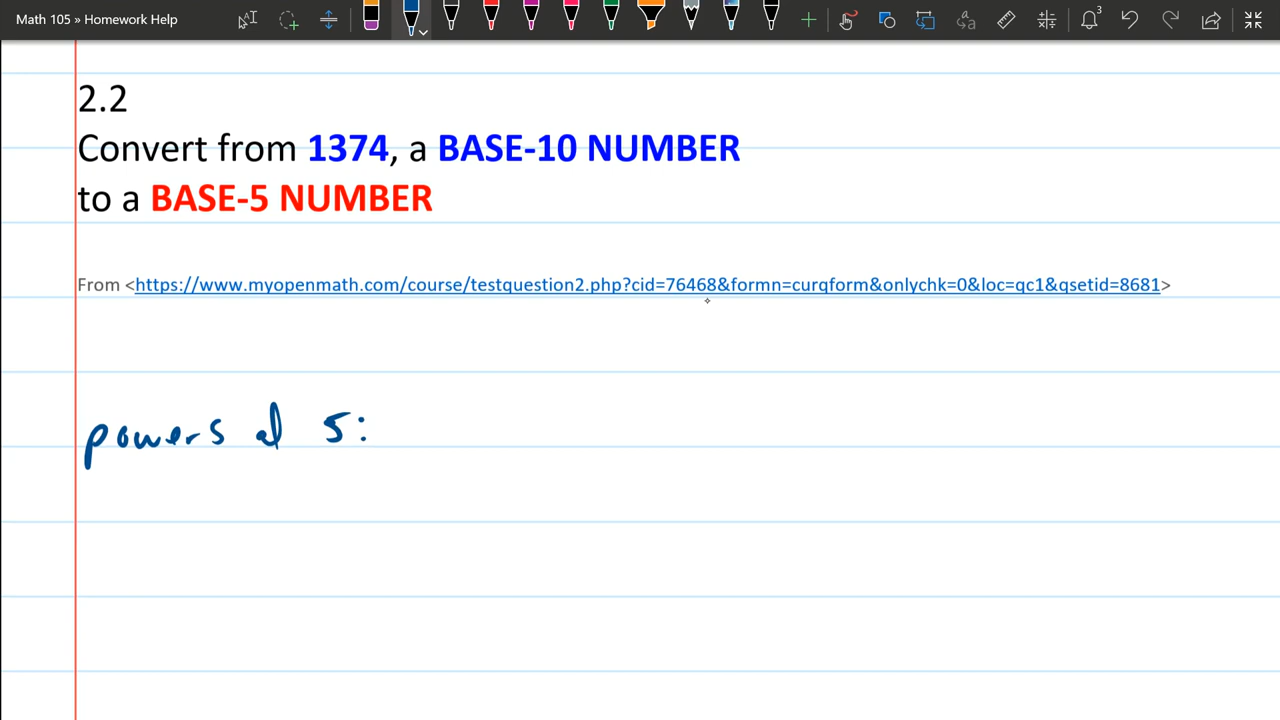 Math 105 » Homework Help
3
2.2
Convert from 1374, a BASE-10 NUMBER
to a BASE-5 NUMBER
From <https://www.myopenmath.com/course/testquestion2.php?cid=76468&formn=curqform&onlychk=0&loc=qc1&qsetid=8681>
powers of 5: